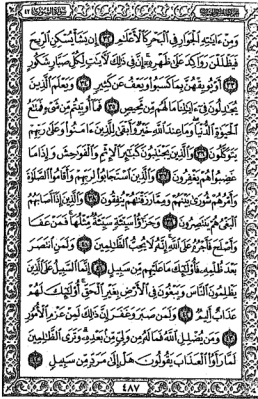 وَمِنْ ءَايَٰتِهِ ٱلْجَوَارِ فِى ٱلْبَحْرِ كَٱلْأَعْلَٰمِ ٣٢ إِن يَشَأْ يُسْكِنِ ٱلرِّيحَ
فَيَظْلَلْنَ رَوَاكِدَ عَلَىٰ ظَهْرِهِۦٓ إِنَّ فِى ذَٰلِكَ لَءَايَٰتٍ لِّكُلِّ صَبَّارٍ شَكُورٍ
٣٣ أَوْ يُوبِقْهُنَّ بِمَا كَسَبُوا۟ وَيَعْفُ عَن كَثِيرٍ ٣٤ وَيَعْلَمَ ٱلَّذِينَ
يُجَٰدِلُونَ فِىٓ ءَايَٰتِنَا مَا لَهُم مِّن مَّحِيصٍ ٣٥ فَمَآ أُوتِيتُم مِّن شَىْءٍ فَمَتَٰعُ
ٱلْحَيَوٰةِ ٱلدُّنْيَا وَمَا عِندَ ٱللَّهِ خَيْرٌ وَأَبْقَىٰ لِلَّذِينَ ءَامَنُوا۟ وَعَلَىٰ رَبِّهِمْ
يَتَوَكَّلُونَ ٣٦ وَٱلَّذِينَ يَجْتَنِبُونَ كَبَٰٓئِرَ ٱلْإِثْمِ وَٱلْفَوَٰحِشَ وَإِذَا مَا
غَضِبُوا۟ هُمْ يَغْفِرُونَ ٣٧ وَٱلَّذِينَ ٱسْتَجَابُوا۟ لِرَبِّهِمْ وَأَقَامُوا۟ ٱلصَّلَوٰةَ
وَأَمْرُهُمْ شُورَىٰ بَيْنَهُمْ وَمِمَّا رَزَقْنَٰهُمْ يُنفِقُونَ ٣٨ وَٱلَّذِينَ إِذَآ أَصَابَهُمُ
ٱلْبَغْىُ هُمْ يَنتَصِرُونَ ٣٩ وَجَزَٰٓؤُا۟ سَيِّئَةٍ سَيِّئَةٌ مِّثْلُهَا فَمَنْ عَفَا
وَأَصْلَحَ فَأَجْرُهُۥ عَلَى ٱللَّهِ إِنَّهُۥ لَا يُحِبُّ ٱلظَّٰلِمِينَ ٤٠ وَلَمَنِ ٱنتَصَرَ
بَعْدَ ظُلْمِهِۦ فَأُو۟لَٰٓئِكَ مَا عَلَيْهِم مِّن سَبِيلٍ ٤١ إِنَّمَا ٱلسَّبِيلُ عَلَى ٱلَّذِينَ
يَظْلِمُونَ ٱلنَّاسَ وَيَبْغُونَ فِى ٱلْأَرْضِ بِغَيْرِ ٱلْحَقِّ أُو۟لَٰٓئِكَ لَهُمْ
عَذَابٌ أَلِيمٌ ٤٢ وَلَمَن صَبَرَ وَغَفَرَ إِنَّ ذَٰلِكَ لَمِنْ عَزْمِ ٱلْأُمُورِ
٤٣ وَمَن يُضْلِلِ ٱللَّهُ فَمَا لَهُۥ مِن وَلِىٍّ مِّنۢ بَعْدِهِۦ وَتَرَى ٱلظَّٰلِمِينَ
لَمَّا رَأَوُا۟ ٱلْعَذَابَ يَقُولُونَ هَلْ إِلَىٰ مَرَدٍّ مِّن سَبِيلٍ ٤٤
٤٨٧